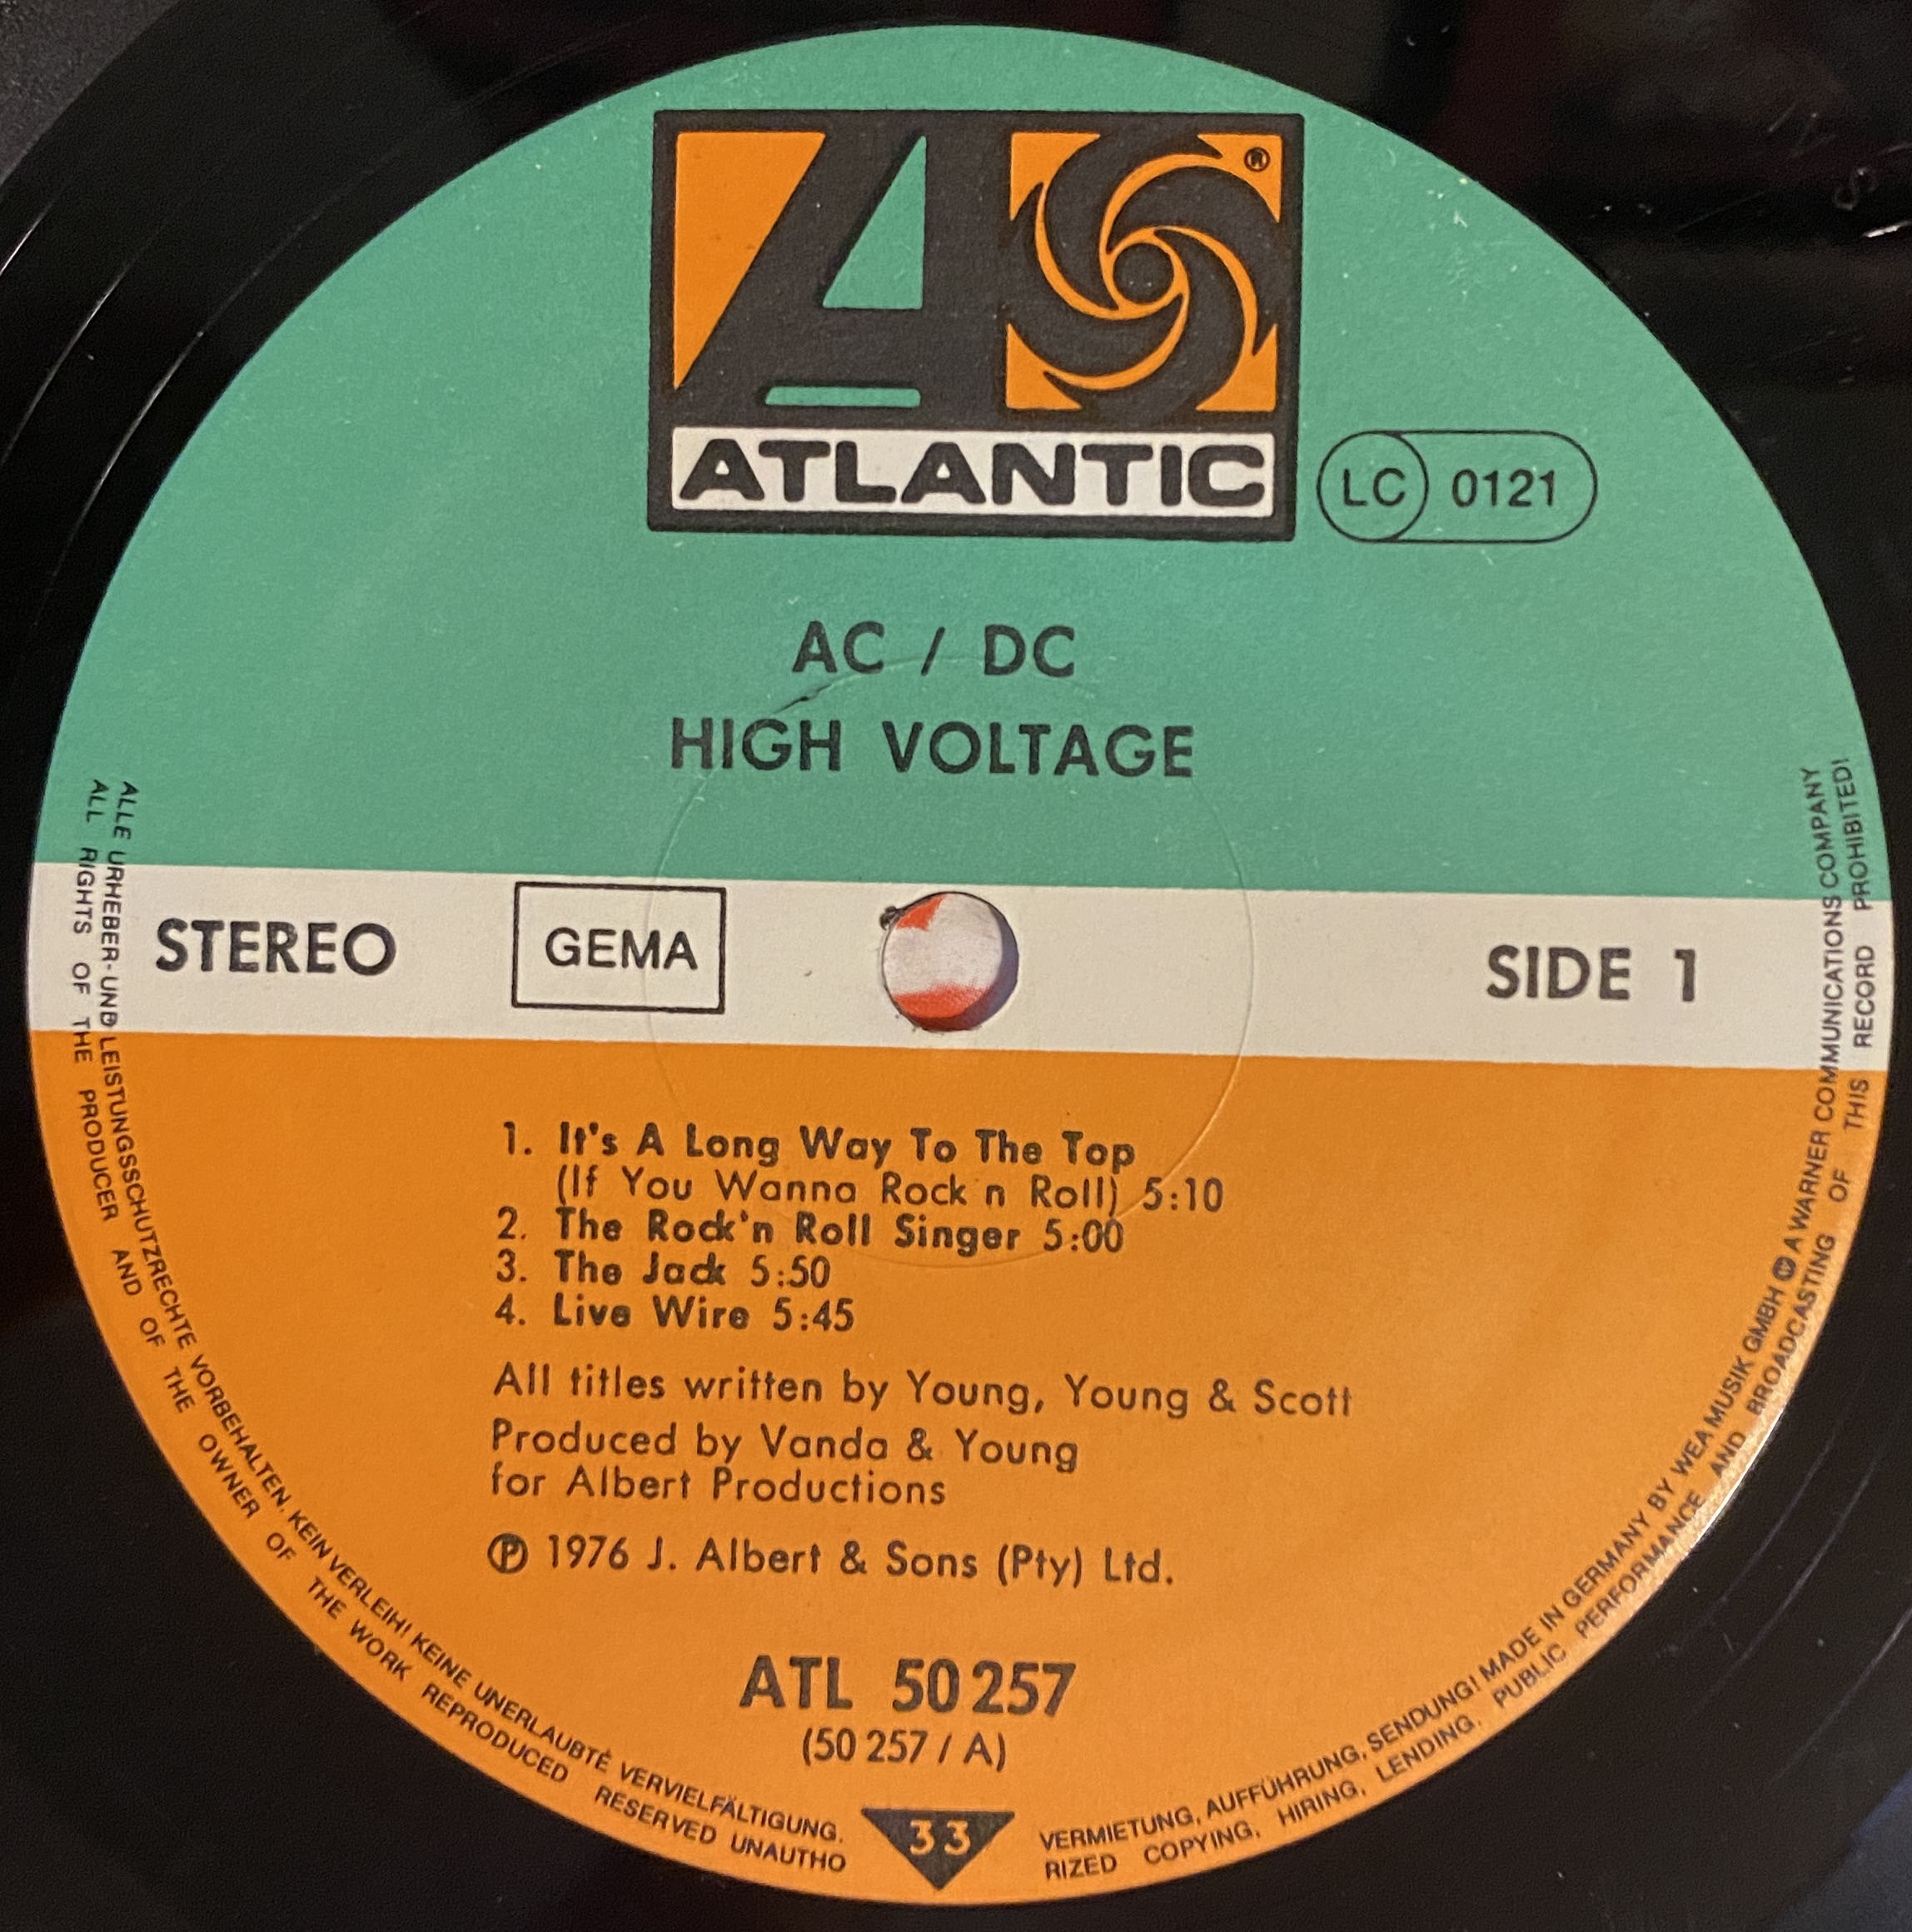 ®
ATLANTIC
LC 0121
AC / DC
HIGH VOLTAGE
STEREO
GEMA
SIDE 1
1. It's A Long Way To The Top
(If You Wanna Rock n Roll) 5:10
2. The Rock'n Roll Singer 5:00
3. The Jack 5:50
4. Live Wire 5:45
All titles written by Young, Young & Scott
Produced by Vanda & Young
for Albert Productions
℗ 1976 J. Albert & Sons (Pty) Ltd.
ATL 50 257
(50 257 / A)
33
ALLE URHEBER-UND LEISTUNGSSCHUTZRECHTE VORBEHALTEN. KEIN VERLEIH! KEINE UNERLAUBTE VERVIELFÄLTIGUNG, VERMIETUNG, AUFFÜHRUNG, SENDUNG! MADE IN GERMANY BY WEA MUSIK GMBH A WARNER COMMUNICATIONS COMPANY
ALL RIGHTS OF THE PRODUCER AND OF THE OWNER OF THE WORK REPRODUCED RESERVED UNAUTHORIZED COPYING, HIRING, LENDING, PUBLIC PERFORMANCE AND BROADCASTING OF THIS RECORD PROHIBITED!